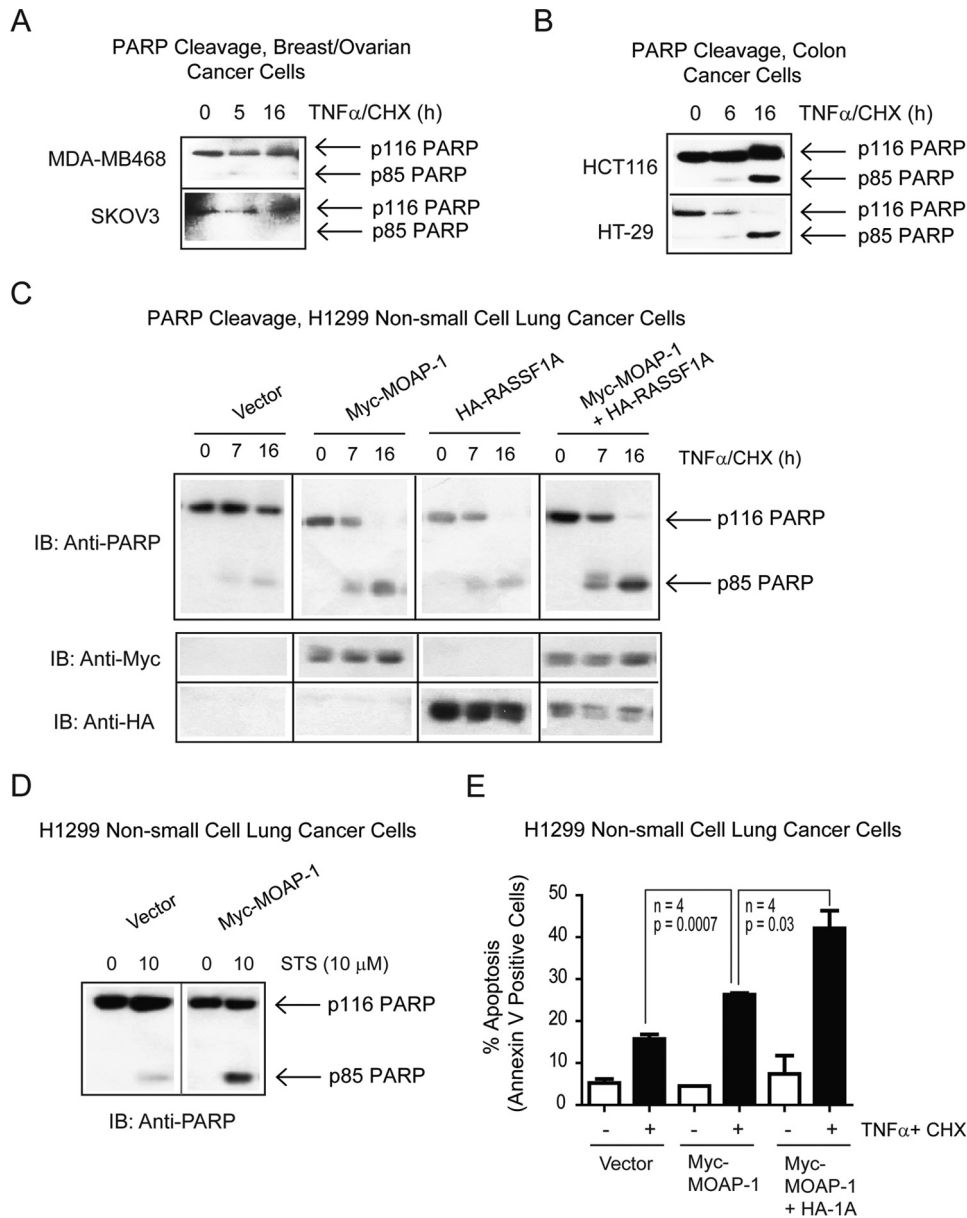 A
PARP Cleavage, Breast/Ovarian
Cancer Cells
0 5 16 TNFα/CHX (h)
MDA-MB468
p116 PARP
p85 PARP
SKOV3
p116 PARP
p85 PARP
B
PARP Cleavage, Colon
Cancer Cells
0 6 16 TNFα/CHX (h)
HCT116
p116 PARP
p85 PARP
HT-29
p116 PARP
p85 PARP
C
PARP Cleavage, H1299 Non-small Cell Lung Cancer Cells
Vector
Myc-MOAP-1
HA-RASSF1A
Myc-MOAP-1
+ HA-RASSF1A
0 7 16 0 7 16 0 7 16 0 7 16 TNFα/CHX (h)
IB: Anti-PARP
p116 PARP
p85 PARP
IB: Anti-Myc
IB: Anti-HA
D
H1299 Non-small Cell Lung Cancer Cells
Vector
Myc-MOAP-1
0 10 0 10 STS (10 μM)
p116 PARP
p85 PARP
IB: Anti-PARP
E
H1299 Non-small Cell Lung Cancer Cells
% Apoptosis
(Annexin V Positive Cells)
50
40
30
20
10
0
n = 4
p = 0.0007
n = 4
p = 0.03
- + - + - + TNFα+ CHX
Vector
Myc-
MOAP-1
Myc-
MOAP-1
+ HA-1A